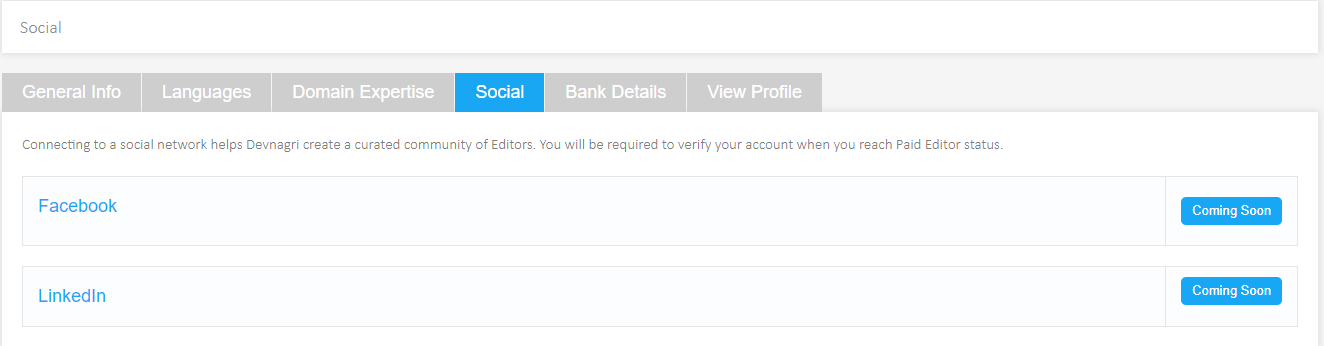 Social
General Info Languages Domain Expertise Social Bank Details View Profile
Connecting to a social network helps Devnagri create a curated community of Editors. You will be required to verify your account when you reach Paid Editor status.
Facebook Coming Soon
LinkedIn Coming Soon